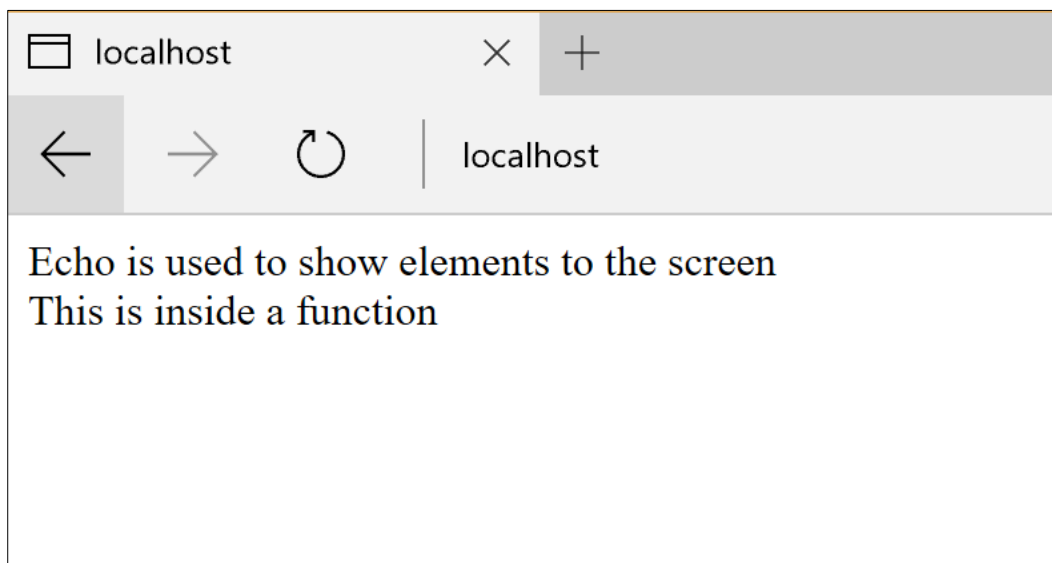 localhost
localhost
Echo is used to show elements to the screen
This is inside a function